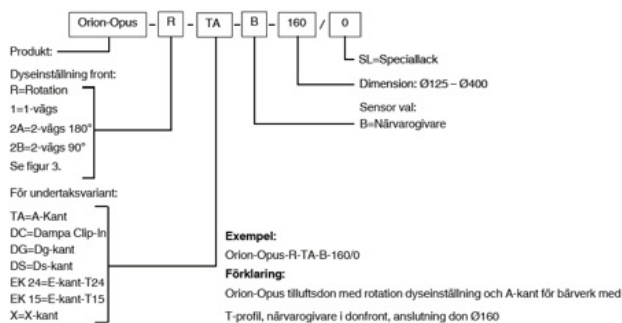 Orion-Opus - R - TA - B - 160 / 0
Produkt:
SL=Speciallack
Dyseinställning front:
R=Rotation
1=1-vägs
2A=2-vägs 180°
2B=2-vägs 90°
Se figur 3.
Dimension: Ø125 – Ø400
Sensor val:
B=Närvarogivare
För undertaksvariant:
TA=A-Kant
DC=Dampa Clip-In
DG=Dg-kant
DS=Ds-kant
EK 24=E-kant-T24
EK 15=E-kant-T15
X=X-kant
Exempel:
Orion-Opus-R-TA-B-160/0
Förklaring:
Orion-Opus tilluftsdon med rotation dyseinställning och A-kant för bärverk med
T-profil, närvarogivare i donfront, anslutning don Ø160